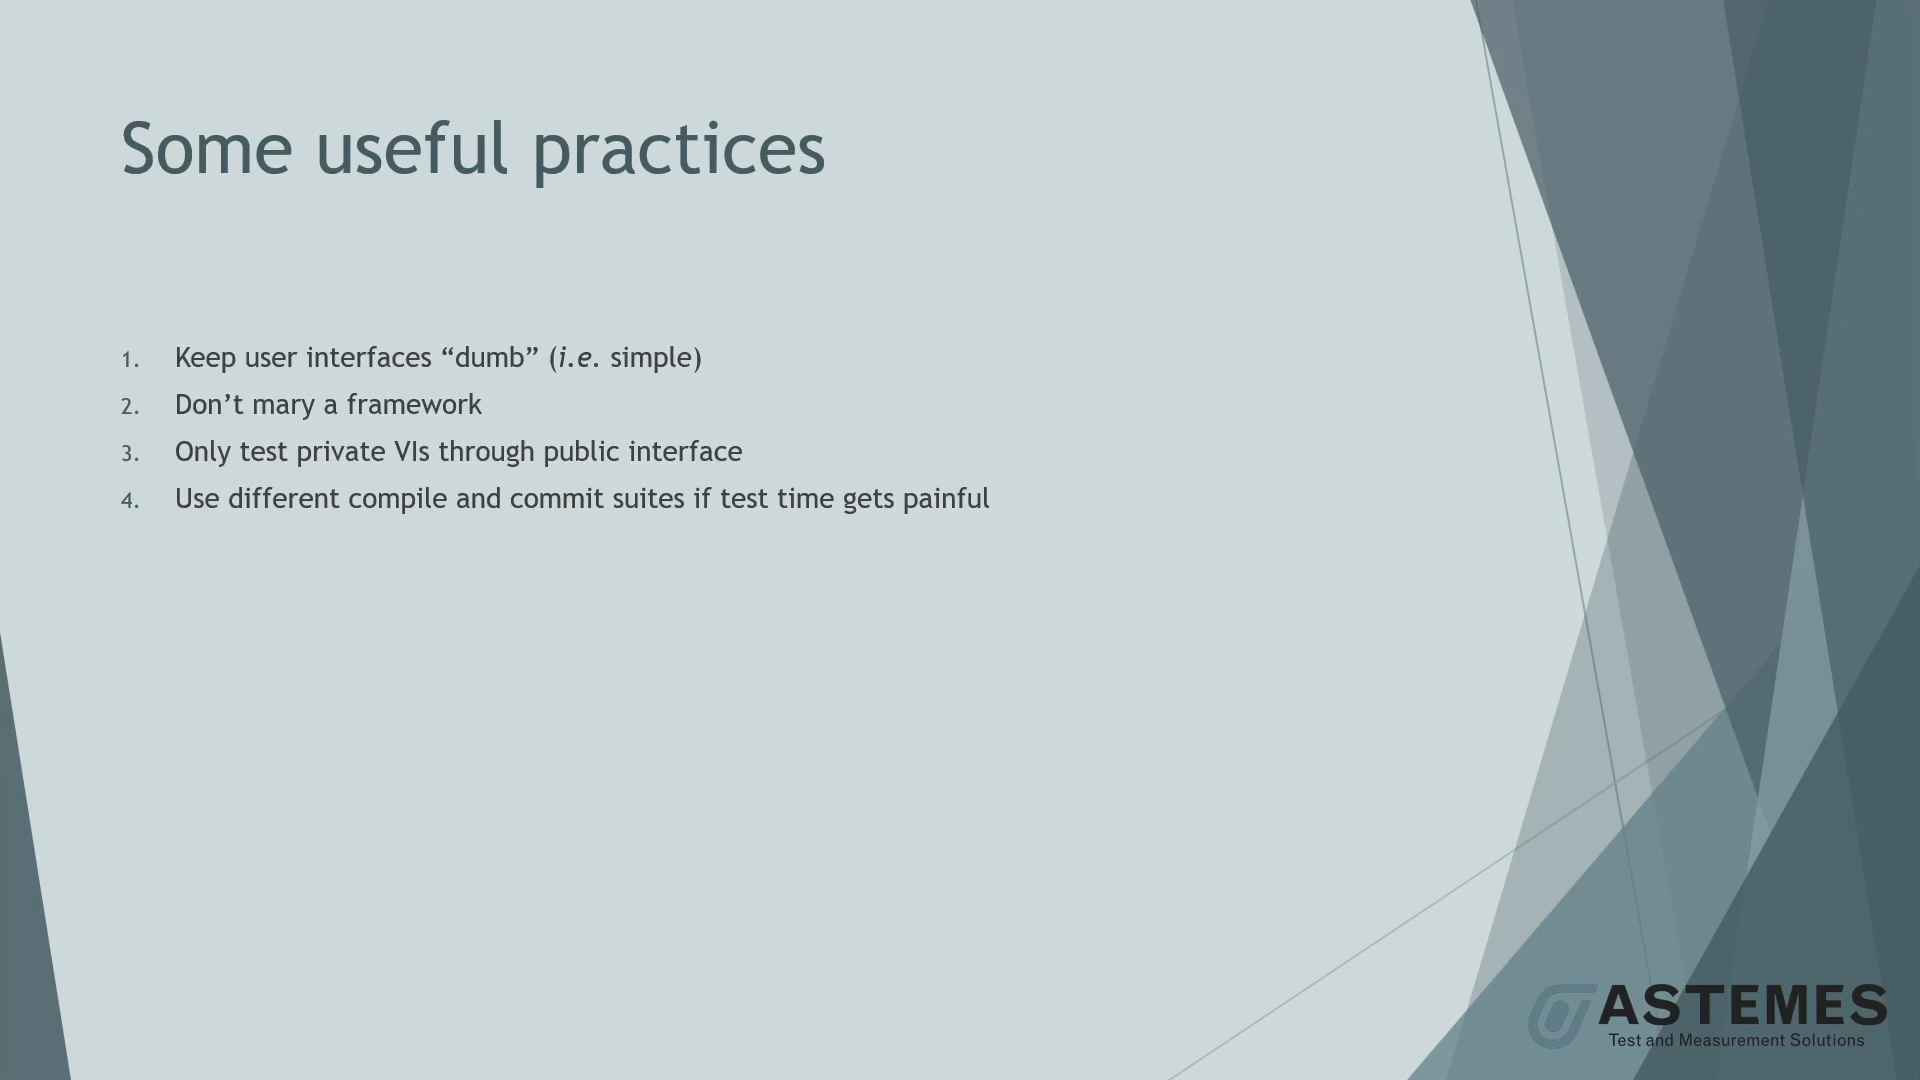 Some useful practices
1. Keep user interfaces “dumb” (i.e. simple)
2. Don’t mary a framework
3. Only test private VIs through public interface
4. Use different compile and commit suites if test time gets painful
ASTEMES
Test and Measurement Solutions